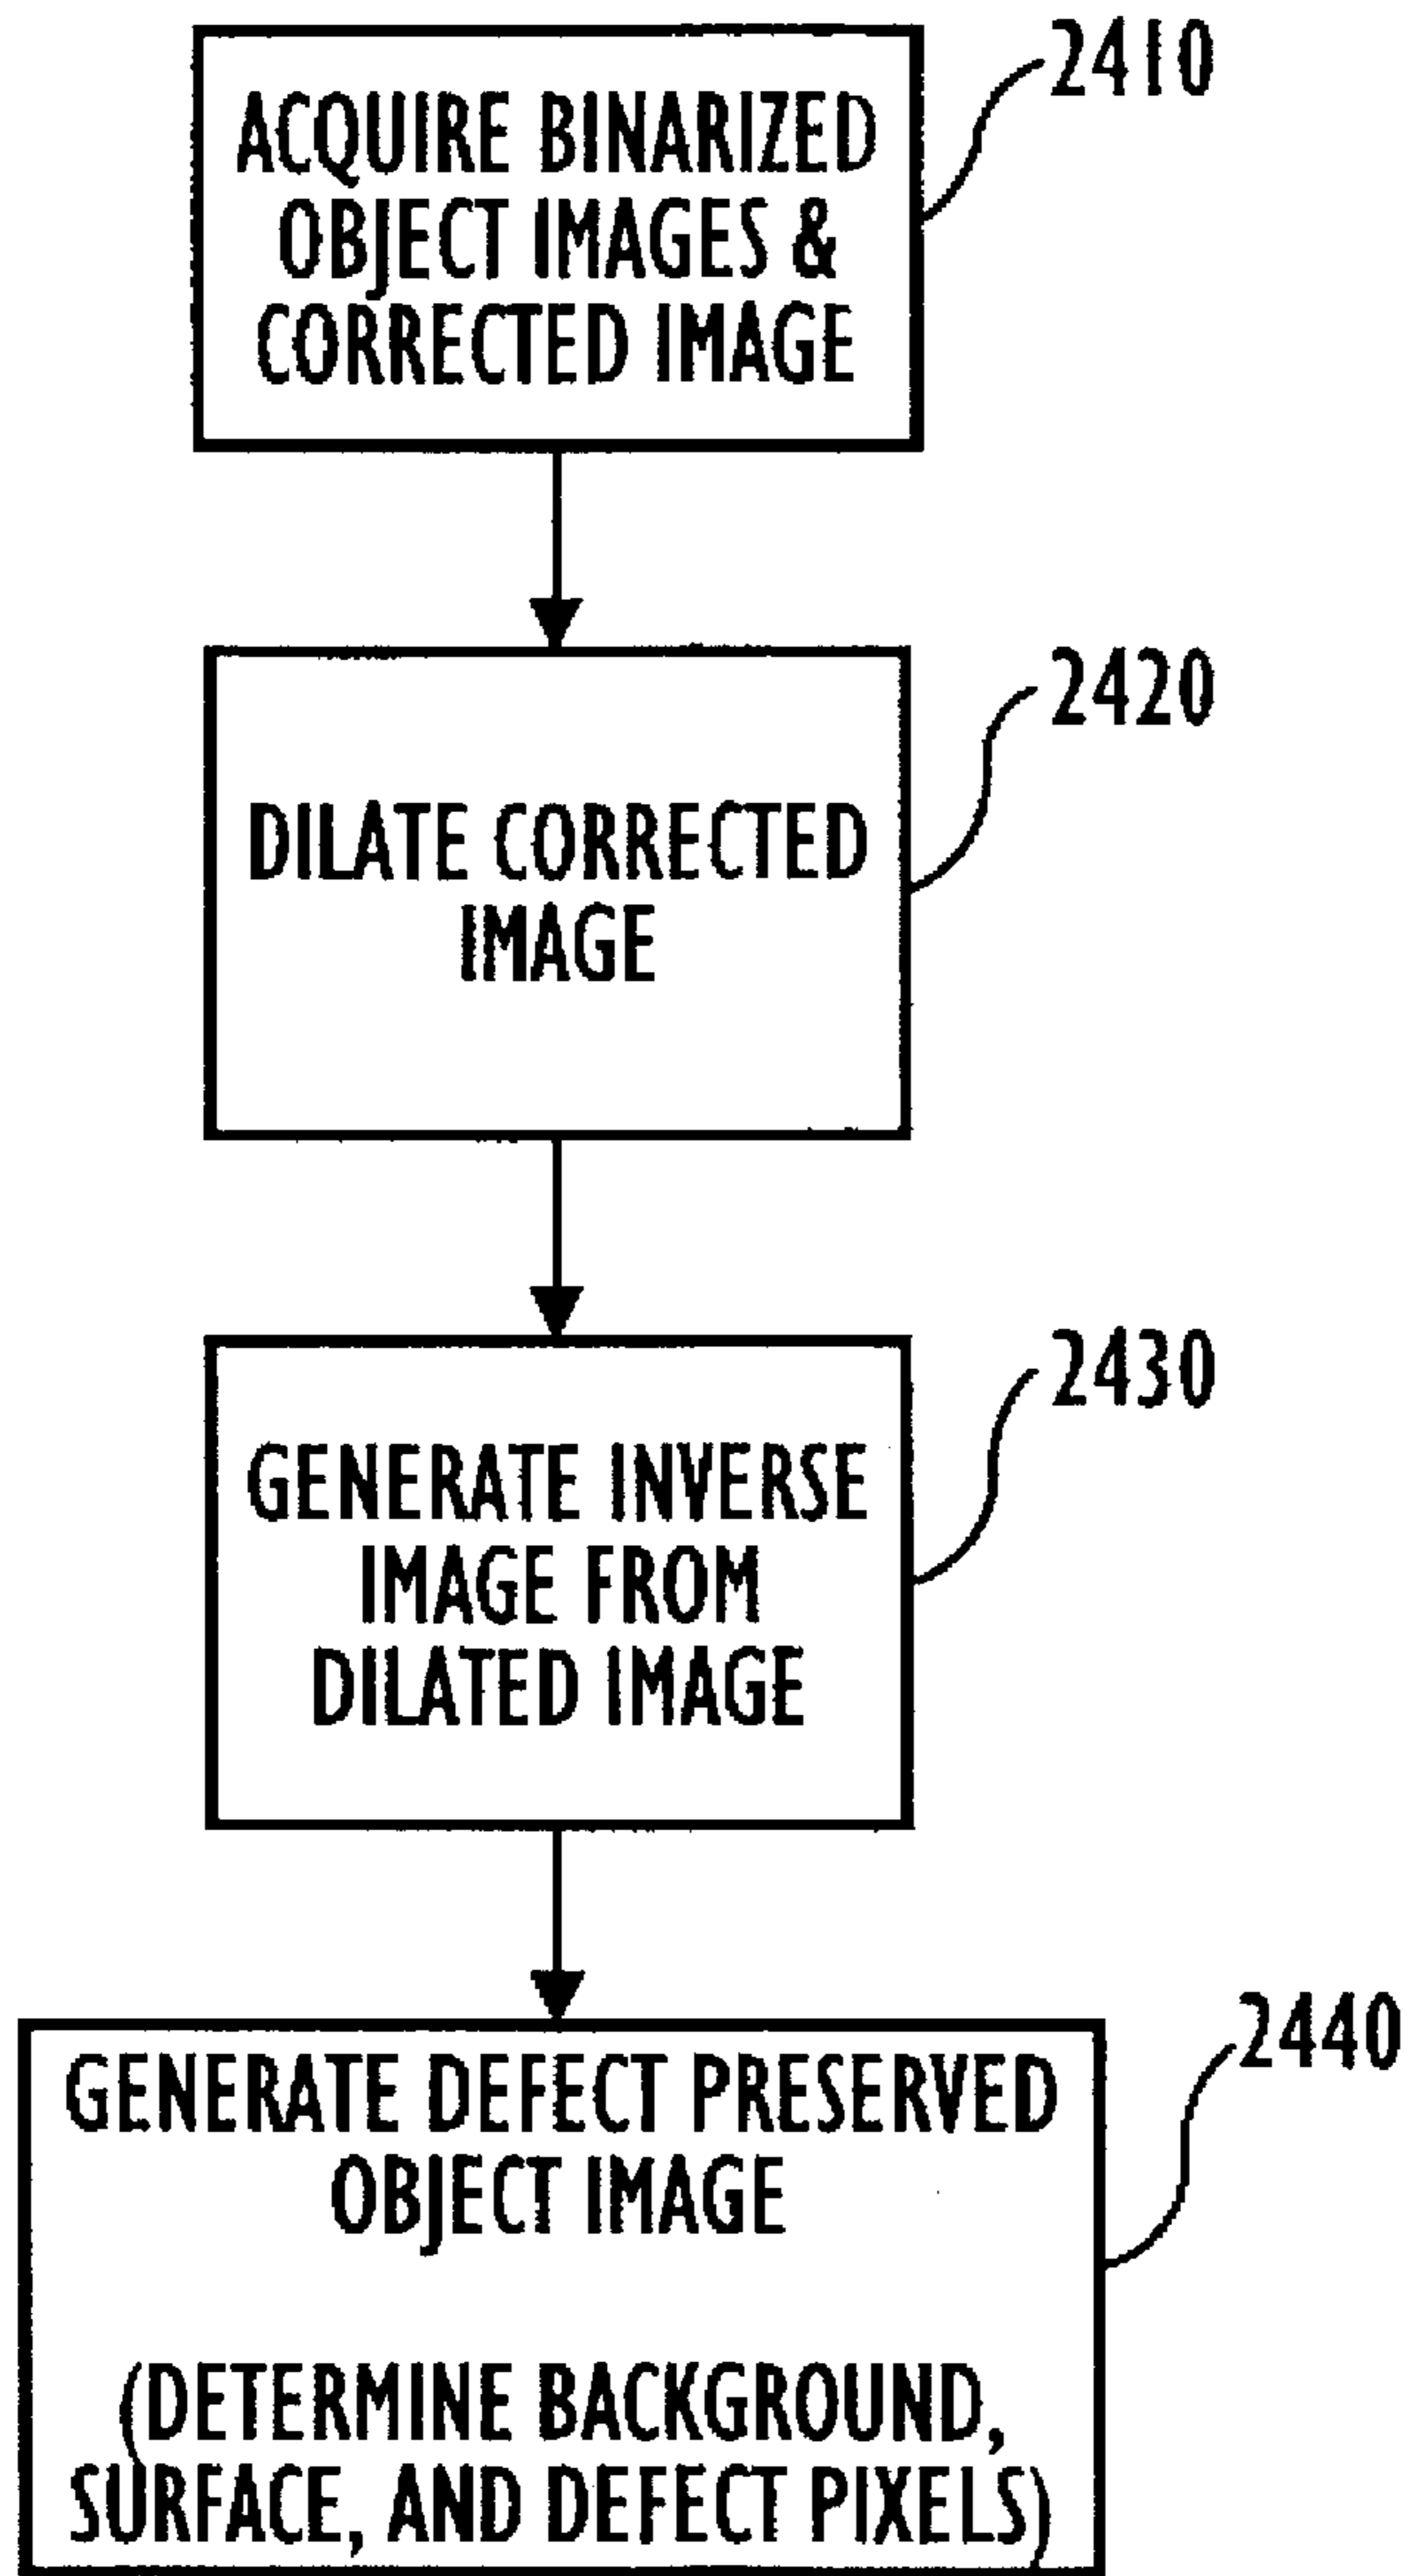 2410
ACQUIRE BINARIZED
OBJECT IMAGES &
CORRECTED IMAGE
2420
DILATE CORRECTED
IMAGE
2430
GENERATE INVERSE
IMAGE FROM
DILATED IMAGE
2440
GENERATE DEFECT PRESERVED
OBJECT IMAGE
(DETERMINE BACKGROUND,
SURFACE, AND DEFECT PIXELS)